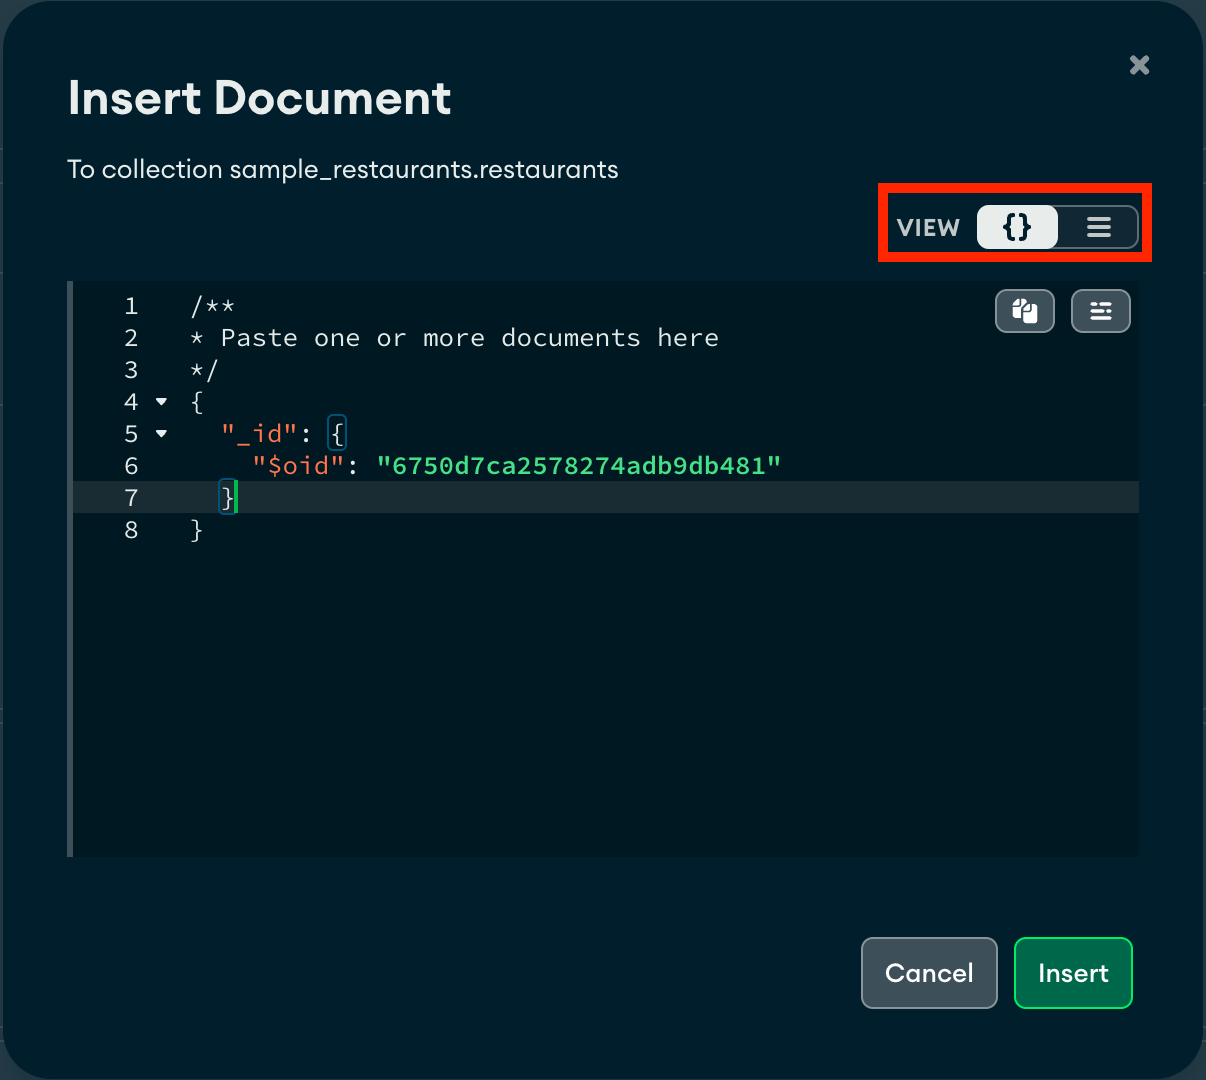 Insert Document
To collection sample_restaurants.restaurants
VIEW {}
1 /**
2 * Paste one or more documents here
3 */
4 {
5 "_id": {
6 "$oid": "6750d7ca2578274adb9db481"
7 }
8 }
Cancel Insert